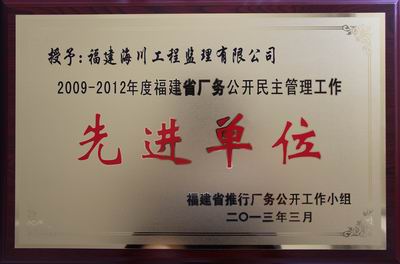 授予：福建海川工程监理有限公司
2009-2012年度福建省厂务公开民主管理工作
先进单位
福建省推行厂务公开工作小组
二〇一三年三月